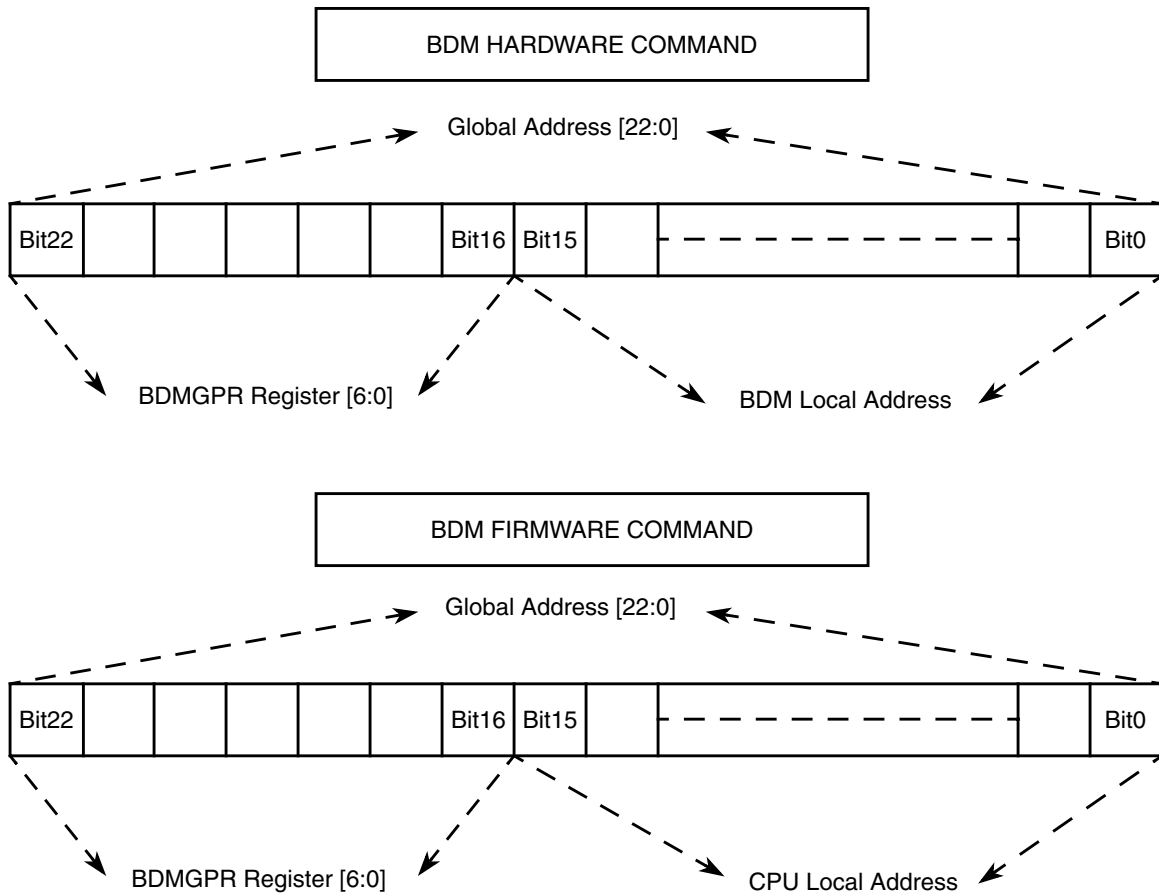 BDM HARDWARE COMMAND
Global Address [22:0]
Bit22 Bit16 Bit15 Bit0
BDMGPR Register [6:0] BDM Local Address
BDM FIRMWARE COMMAND
Global Address [22:0]
Bit22 Bit16 Bit15 Bit0
BDMGPR Register [6:0] CPU Local Address